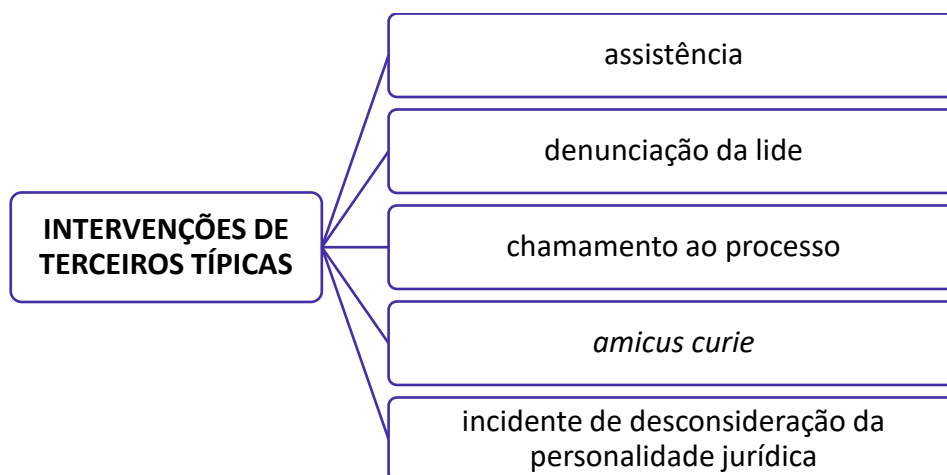 INTERVENÇÕES DE
TERCEIROS TÍPICAS
assistência
denunciação da lide
chamamento ao processo
amicus curie
incidente de desconsideração da
personalidade jurídica